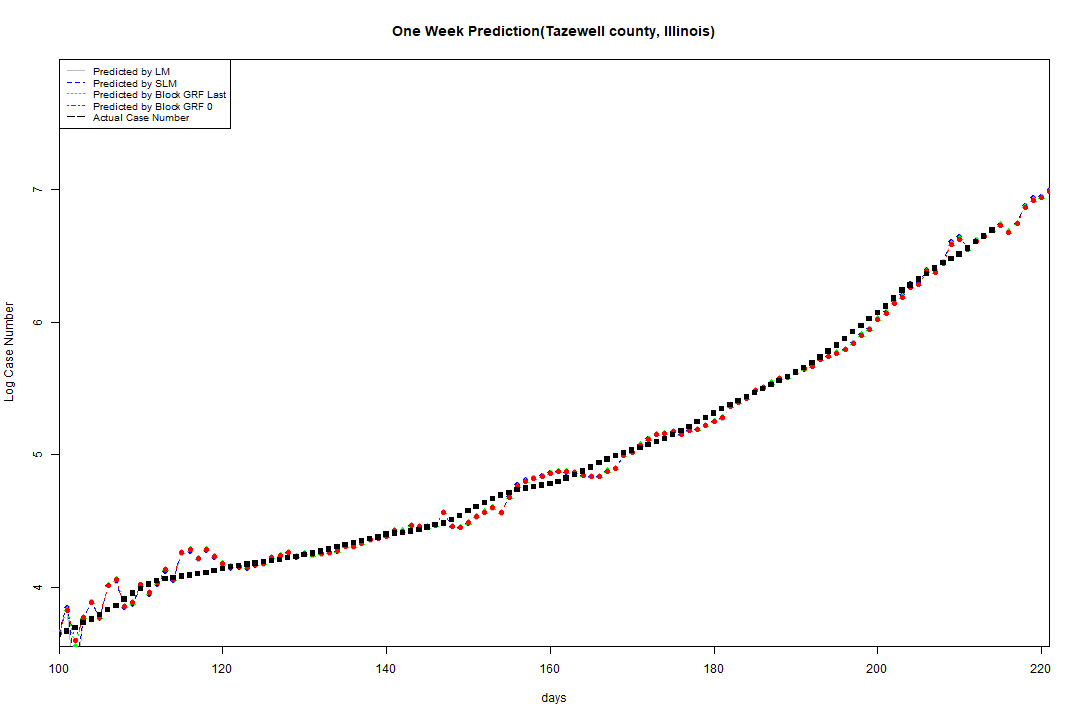 One Week Prediction(Tazewell county, Illinois)
Predicted by LM
Predicted by SLM
Predicted by Block GRF Last
Predicted by Block GRF 0
Actual Case Number
Log Case Number
7
6
5
4
100 120 140 160 180 200 220
days